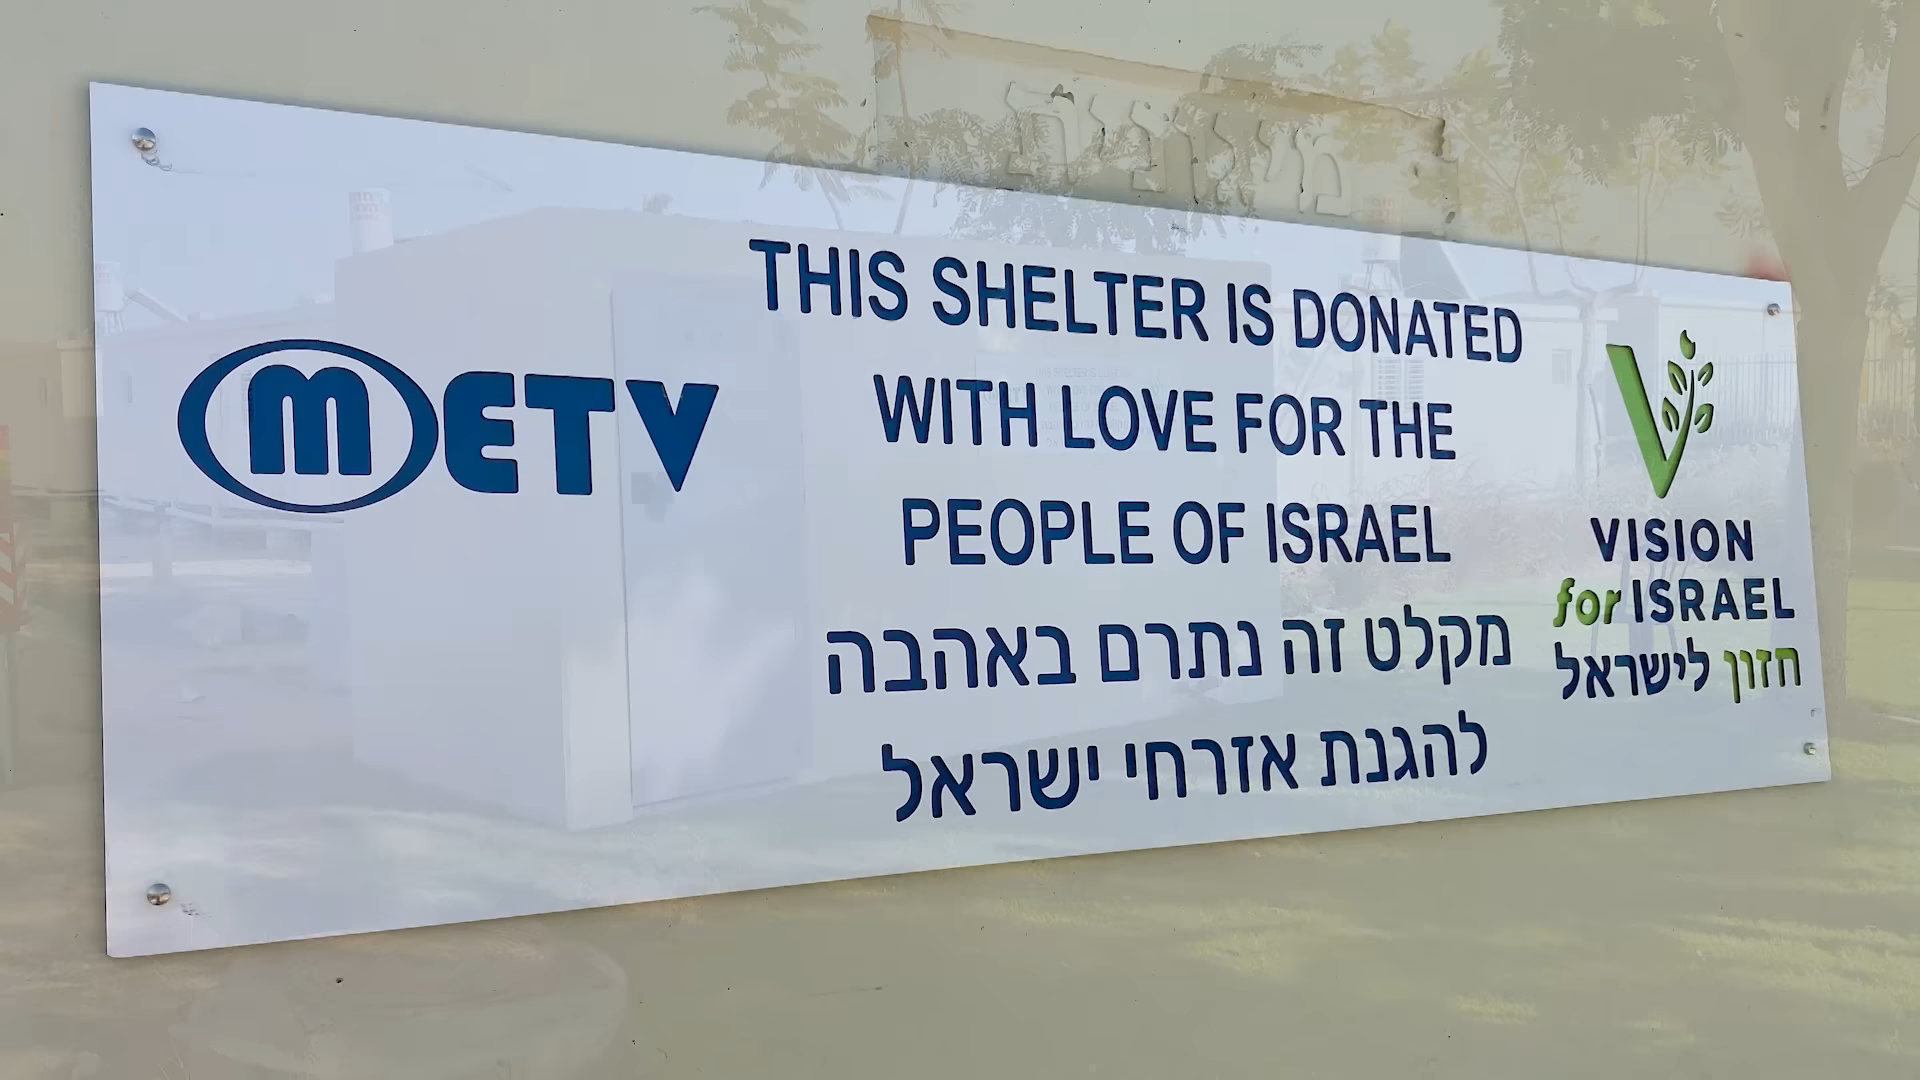 מיגונית
METV
THIS SHELTER IS DONATED
WITH LOVE FOR THE
PEOPLE OF ISRAEL
מקלט זה נתרם באהבה
להגנת אזרחי ישראל
VISION
for ISRAEL
חזון לישראל